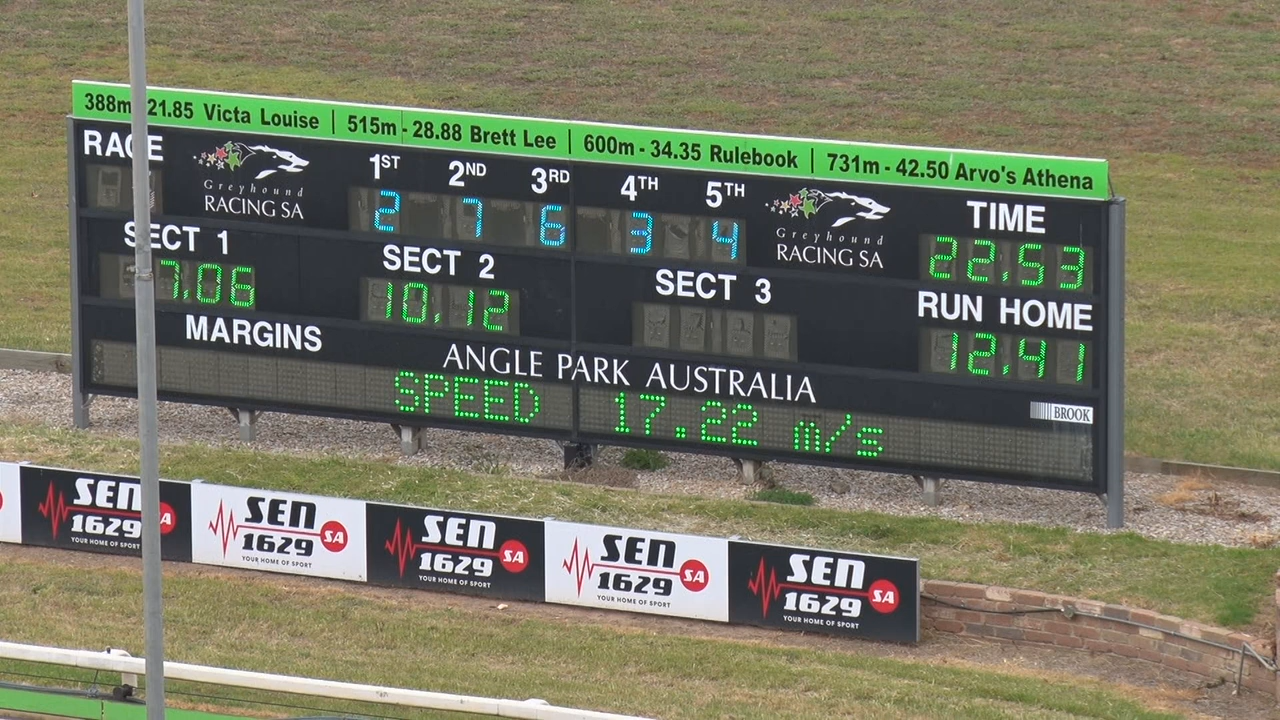 388m 21.85 Victa Louise | 515m - 28.88 Brett Lee | 600m - 34.35 Rulebook | 731m - 42.50 Arvo's Athena
RACE
Greyhound
RACING SA
1ST 2ND 3RD 4TH 5TH
2 7 6 3 4
Greyhound
RACING SA
TIME
22.53
SECT 1
7.06
SECT 2
10.12
SECT 3
RUN HOME
12.41
MARGINS
ANGLE PARK AUSTRALIA
SPEED 17.22 m/s
BROOK
SEN
1629 SA
YOUR HOME OF SPORT
SEN
1629 SA
YOUR HOME OF SPORT
SEN
1629 SA
YOUR HOME OF SPORT
SEN
1629 SA
YOUR HOME OF SPORT
SEN
1629 SA
YOUR HOME OF SPORT